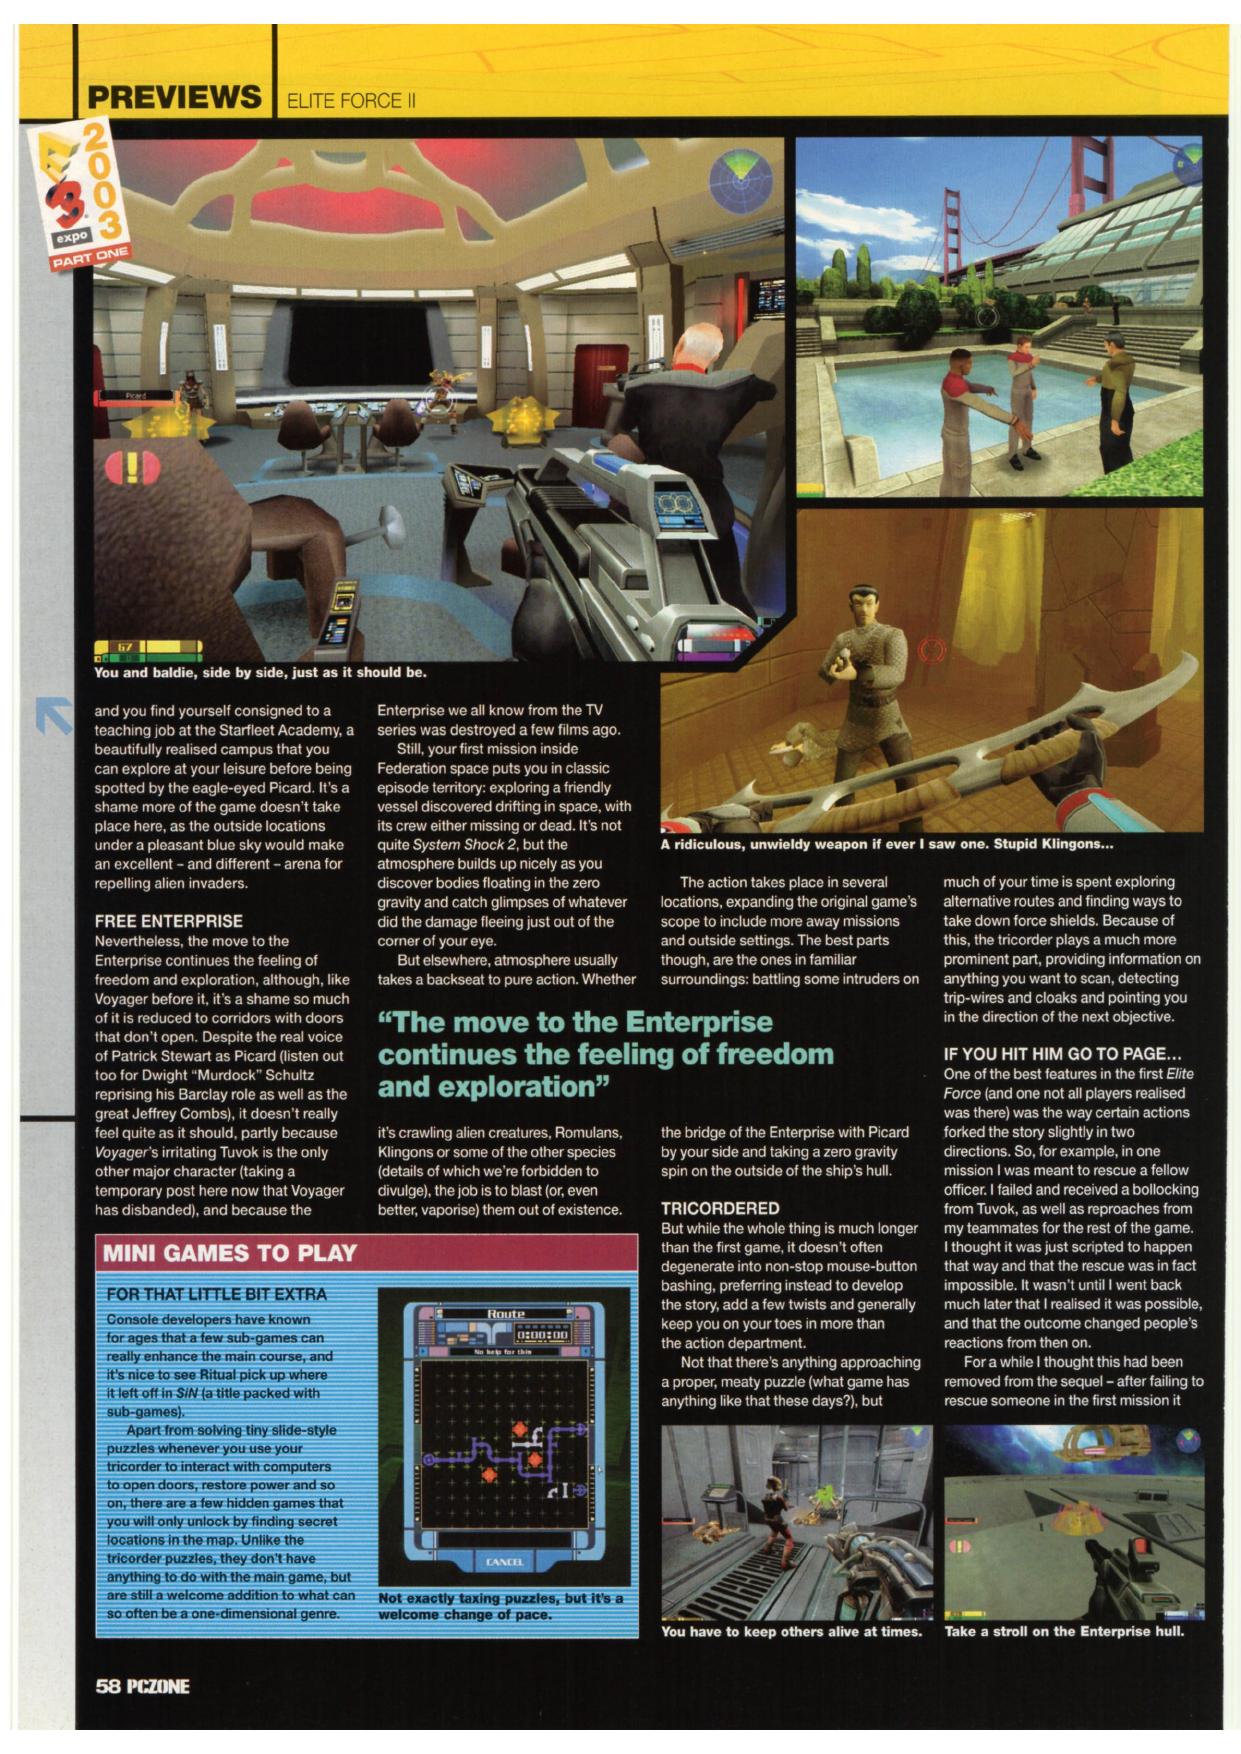 PREVIEWS ELITE FORCE II
E3
expo
2003
PART ONE
Picard
67
You and baldie, side by side, just as it should be.
A ridiculous, unwieldy weapon if ever I saw one. Stupid Klingons...
and you find yourself consigned to a
teaching job at the Starfleet Academy, a
beautifully realised campus that you
can explore at your leisure before being
spotted by the eagle-eyed Picard. It's a
shame more of the game doesn't take
place here, as the outside locations
under a pleasant blue sky would make
an excellent – and different – arena for
repelling alien invaders.
FREE ENTERPRISE
Nevertheless, the move to the
Enterprise continues the feeling of
freedom and exploration, although, like
Voyager before it, it's a shame so much
of it is reduced to corridors with doors
that don't open. Despite the real voice
of Patrick Stewart as Picard (listen out
too for Dwight "Murdock" Schultz
reprising his Barclay role as well as the
great Jeffrey Combs), it doesn't really
feel quite as it should, partly because
Voyager's irritating Tuvok is the only
other major character (taking a
temporary post here now that Voyager
has disbanded), and because the
Enterprise we all know from the TV
series was destroyed a few films ago.
Still, your first mission inside
Federation space puts you in classic
episode territory: exploring a friendly
vessel discovered drifting in space, with
its crew either missing or dead. It's not
quite System Shock 2, but the
atmosphere builds up nicely as you
discover bodies floating in the zero
gravity and catch glimpses of whatever
did the damage fleeing just out of the
corner of your eye.
But elsewhere, atmosphere usually
takes a backseat to pure action. Whether
"The move to the Enterprise
continues the feeling of freedom
and exploration"
it's crawling alien creatures, Romulans,
Klingons or some of the other species
(details of which we're forbidden to
divulge), the job is to blast (or, even
better, vaporise) them out of existence.
The action takes place in several
locations, expanding the original game's
scope to include more away missions
and outside settings. The best parts
though, are the ones in familiar
surroundings: battling some intruders on
the bridge of the Enterprise with Picard
by your side and taking a zero gravity
spin on the outside of the ship's hull.
TRICORDERED
But while the whole thing is much longer
than the first game, it doesn't often
degenerate into non-stop mouse-button
bashing, preferring instead to develop
the story, add a few twists and generally
keep you on your toes in more than
the action department.
Not that there's anything approaching
a proper, meaty puzzle (what game has
anything like that these days?), but
much of your time is spent exploring
alternative routes and finding ways to
take down force shields. Because of
this, the tricorder plays a much more
prominent part, providing information on
anything you want to scan, detecting
trip-wires and cloaks and pointing you
in the direction of the next objective.
IF YOU HIT HIM GO TO PAGE...
One of the best features in the first Elite
Force (and one not all players realised
was there) was the way certain actions
forked the story slightly in two
directions. So, for example, in one
mission I was meant to rescue a fellow
officer. I failed and received a bollocking
from Tuvok, as well as reproaches from
my teammates for the rest of the game.
I thought it was just scripted to happen
that way and that the rescue was in fact
impossible. It wasn't until I went back
much later that I realised it was possible,
and that the outcome changed people's
reactions from then on.
For a while I thought this had been
removed from the sequel – after failing to
rescue someone in the first mission it
MINI GAMES TO PLAY
FOR THAT LITTLE BIT EXTRA
Console developers have known
for ages that a few sub-games can
really enhance the main course, and
it's nice to see Ritual pick up where
it left off in SiN (a title packed with
sub-games).
Apart from solving tiny slide-style
puzzles whenever you use your
tricorder to interact with computers
to open doors, restore power and so
on, there are a few hidden games that
you will only unlock by finding secret
locations in the map. Unlike the
tricorder puzzles, they don't have
anything to do with the main game, but
are still a welcome addition to what can
so often be a one-dimensional genre.
Route
0:00:00
No help for this
CANCEL
Not exactly taxing puzzles, but it's a
welcome change of pace.
You have to keep others alive at times.
Take a stroll on the Enterprise hull.
58 PCZONE